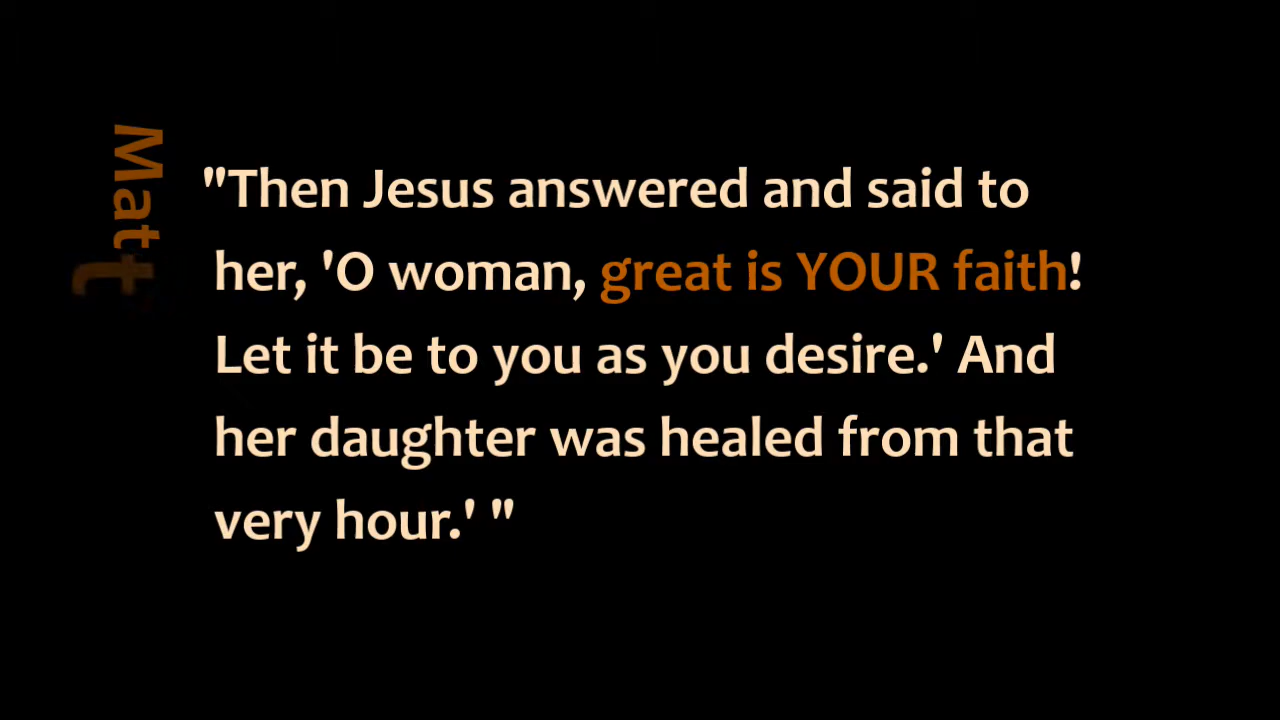 Matt
"Then Jesus answered and said to
her, 'O woman, great is YOUR faith!
Let it be to you as you desire.' And
her daughter was healed from that
very hour.' "